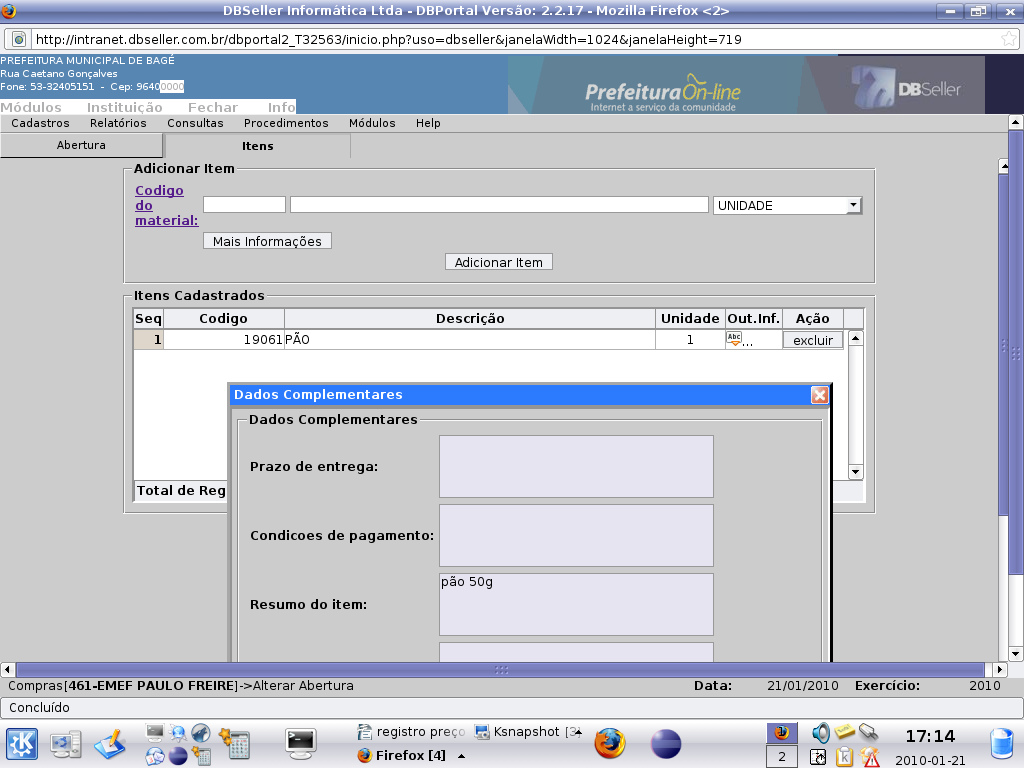 DBSeller Informática Ltda - DBPortal Versão: 2.2.17 - Mozilla Firefox <2>
http://intranet.dbseller.com.br/dbportal2_T32563/inicio.php?uso=dbseller&janelaWidth=1024&janelaHeight=719
PREFEITURA MUNICIPAL DE BAGÉ
Rua Caetano Gonçalves
Fone: 53-32405151 - Cep: 96400000
PrefeituraOn-line
Internet a serviço da comunidade
DBSeller
Módulos Instituição Fechar Info
Cadastros Relatórios Consultas Procedimentos Módulos Help
Abertura Itens
Adicionar Item
Codigo
do
material:
UNIDADE
Mais Informações
Adicionar Item
Itens Cadastrados
Seq Codigo Descrição Unidade Out.Inf. Ação
1 19061 PÃO 1 Abc... excluir
Dados Complementares
Dados Complementares
Prazo de entrega:
Total de Reg
Condicoes de pagamento:
pão 50g
Resumo do item:
Compras[461-EMEF PAULO FREIRE]->Alterar Abertura Data: 21/01/2010 Exercício: 2010
Concluído
registro preço Ksnapshot [3
Firefox [4]
2
17:14
2010-01-21